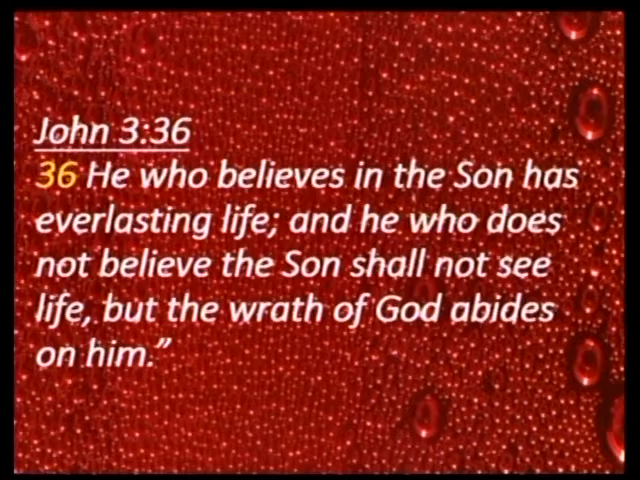 John 3:36
36 He who believes in the Son has
everlasting life; and he who does
not believe the Son shall not see
life, but the wrath of God abides
on him.”